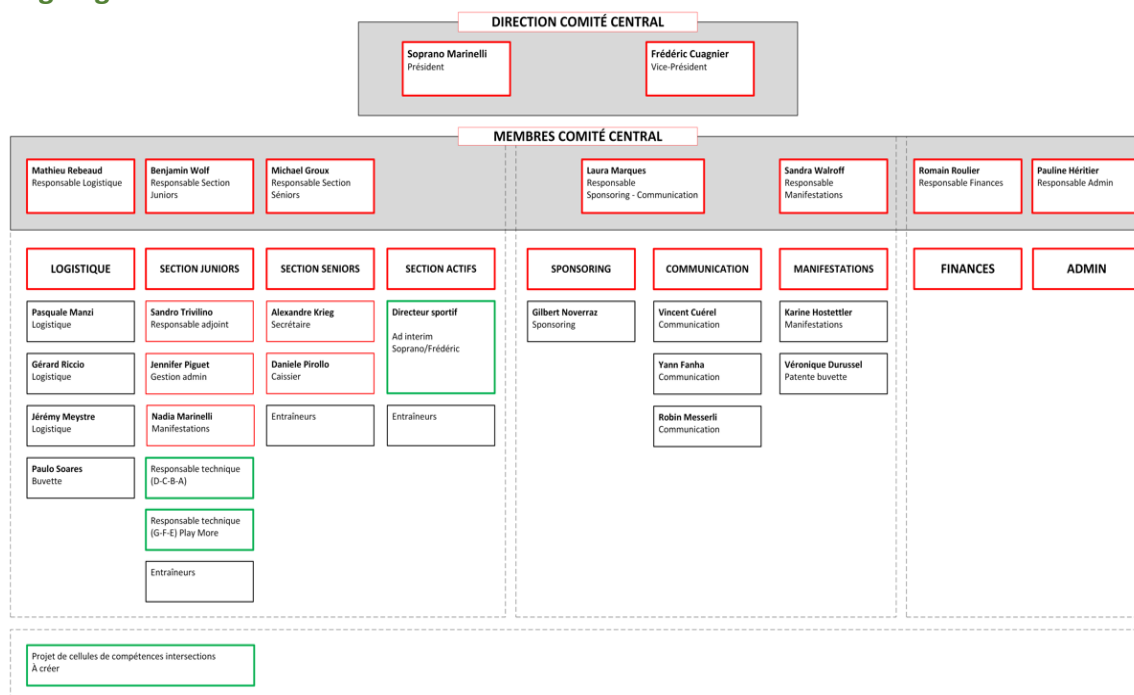 DIRECTION COMITÉ CENTRAL
Soprano Marinelli
Président
Frédéric Cuagnier
Vice-Président
MEMBRES COMITÉ CENTRAL
Mathieu Rebeaud
Responsable Logistique
Benjamin Wolf
Responsable Section
Juniors
Michael Groux
Responsable Section
Séniors
Laura Marques
Responsable
Sponsoring - Communication
Sandra Walroff
Responsable
Manifestations
Romain Roulier
Responsable Finances
Pauline Héritier
Responsable Admin
LOGISTIQUE
SECTION JUNIORS
SECTION SENIORS
SECTION ACTIFS
SPONSORING
COMMUNICATION
MANIFESTATIONS
FINANCES
ADMIN
Pasquale Manzi
Logistique
Gérard Riccio
Logistique
Jérémy Meystre
Logistique
Paulo Soares
Buvette
Sandro Trivilino
Responsable adjoint
Jennifer Piguet
Gestion admin
Nadia Marinelli
Manifestations
Responsable technique
(D-C-B-A)
Responsable technique
(G-F-E) Play More
Entraîneurs
Alexandre Krieg
Secrétaire
Daniele Pirollo
Caissier
Entraîneurs
Directeur sportif
Ad interim
Soprano/Frédéric
Entraîneurs
Gilbert Noverraz
Sponsoring
Vincent Cuérel
Communication
Yann Fanha
Communication
Robin Messerli
Communication
Karine Hostettler
Manifestations
Véronique Durussel
Patente buvette
Projet de cellules de compétences intersections
À créer